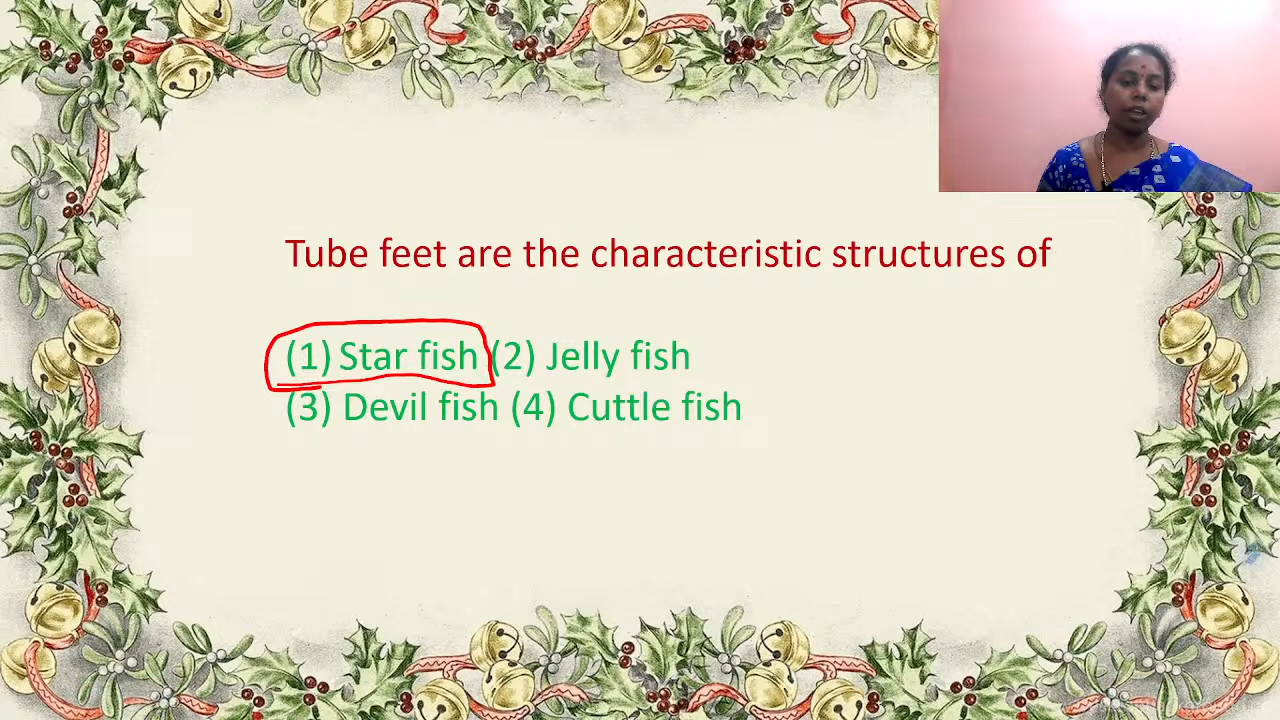 Tube feet are the characteristic structures of
(1) Star fish (2) Jelly fish
(3) Devil fish (4) Cuttle fish